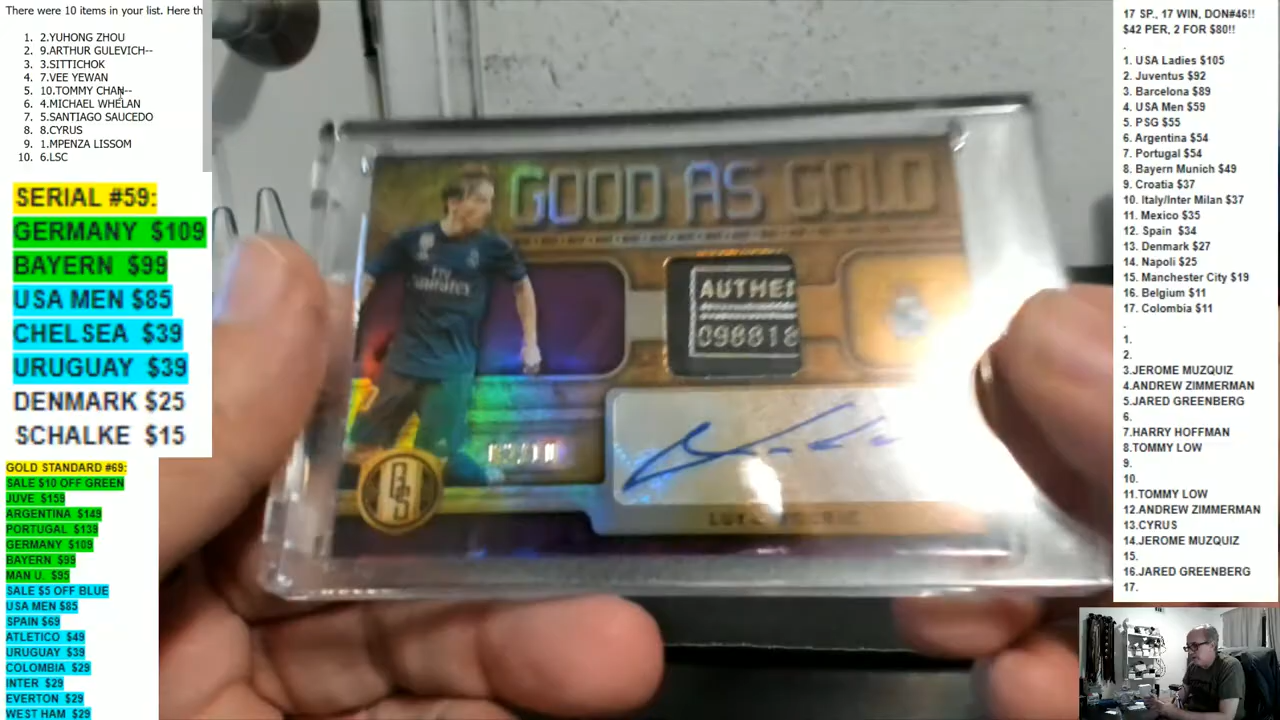 There were 10 items in your list. Here th
1. 2.YUHONG ZHOU
2. 9.ARTHUR GULEVICH--
3. 3.SITTICHOK
4. 7.VEE YEWAN
5. 10.TOMMY CHAN--
6. 4.MICHAEL WHELAN
7. 5.SANTIAGO SAUCEDO
8. 8.CYRUS
9. 1.MPENZA LISSOM
10. 6.LSC
SERIAL #59:
GERMANY $109
BAYERN $99
USA MEN $85
CHELSEA $39
URUGUAY $39
DENMARK $25
SCHALKE $15
GOLD STANDARD #69:
SALE $10 OFF GREEN
JUVE $159
ARGENTINA $149
PORTUGAL $139
GERMANY $109
BAYERN $99
MAN U. $95
SALE $5 OFF BLUE
USA MEN $85
SPAIN $69
ATLETICO $49
URUGUAY $39
COLOMBIA $29
INTER $29
EVERTON $29
WEST HAM $29
GOOD AS GOLD
Fly
Emirates
AUTHE
098818
GS
17 SP., 17 WIN, DON#46!!
$42 PER, 2 FOR $80!!
.
1. USA Ladies $105
2. Juventus $92
3. Barcelona $89
4. USA Men $59
5. PSG $55
6. Argentina $54
7. Portugal $54
8. Bayern Munich $49
9. Croatia $37
10. Italy/Inter Milan $37
11. Mexico $35
12. Spain $34
13. Denmark $27
14. Napoli $25
15. Manchester City $19
16. Belgium $11
17. Colombia $11
.
1.
2.
3.JEROME MUZQUIZ
4.ANDREW ZIMMERMAN
5.JARED GREENBERG
6.
7.HARRY HOFFMAN
8.TOMMY LOW
9.
10.
11.TOMMY LOW
12.ANDREW ZIMMERMAN
13.CYRUS
14.JEROME MUZQUIZ
15.
16.JARED GREENBERG
17.